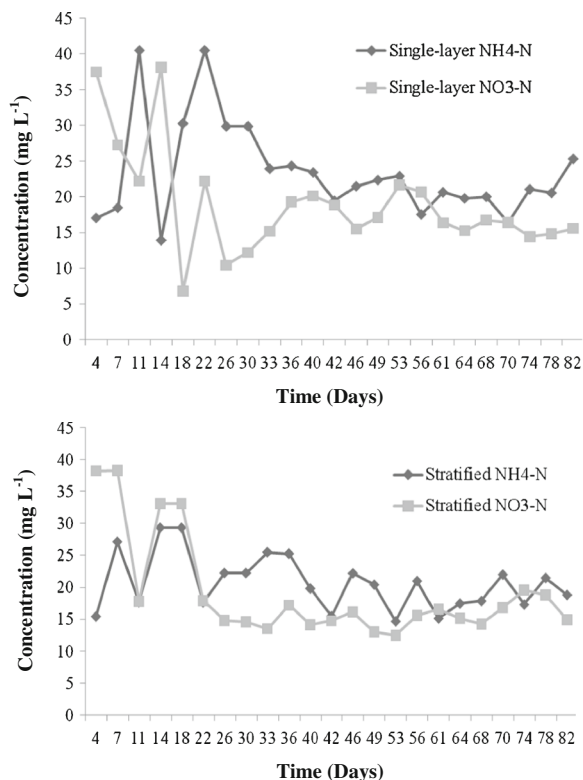 45
40
35
30
25
20
15
10
5
0
Concentration (mg L-1)
Single-layer NH4-N
Single-layer NO3-N
4 7 11 14 18 22 26 30 33 36 40 42 46 49 53 56 61 64 68 70 74 78 82
Time (Days)
45
40
35
30
25
20
15
10
5
0
Concentration (mg L-1)
Stratified NH4-N
Stratified NO3-N
4 7 11 14 18 22 26 30 33 36 40 42 46 49 53 56 61 64 68 70 74 78 82
Time (Days)